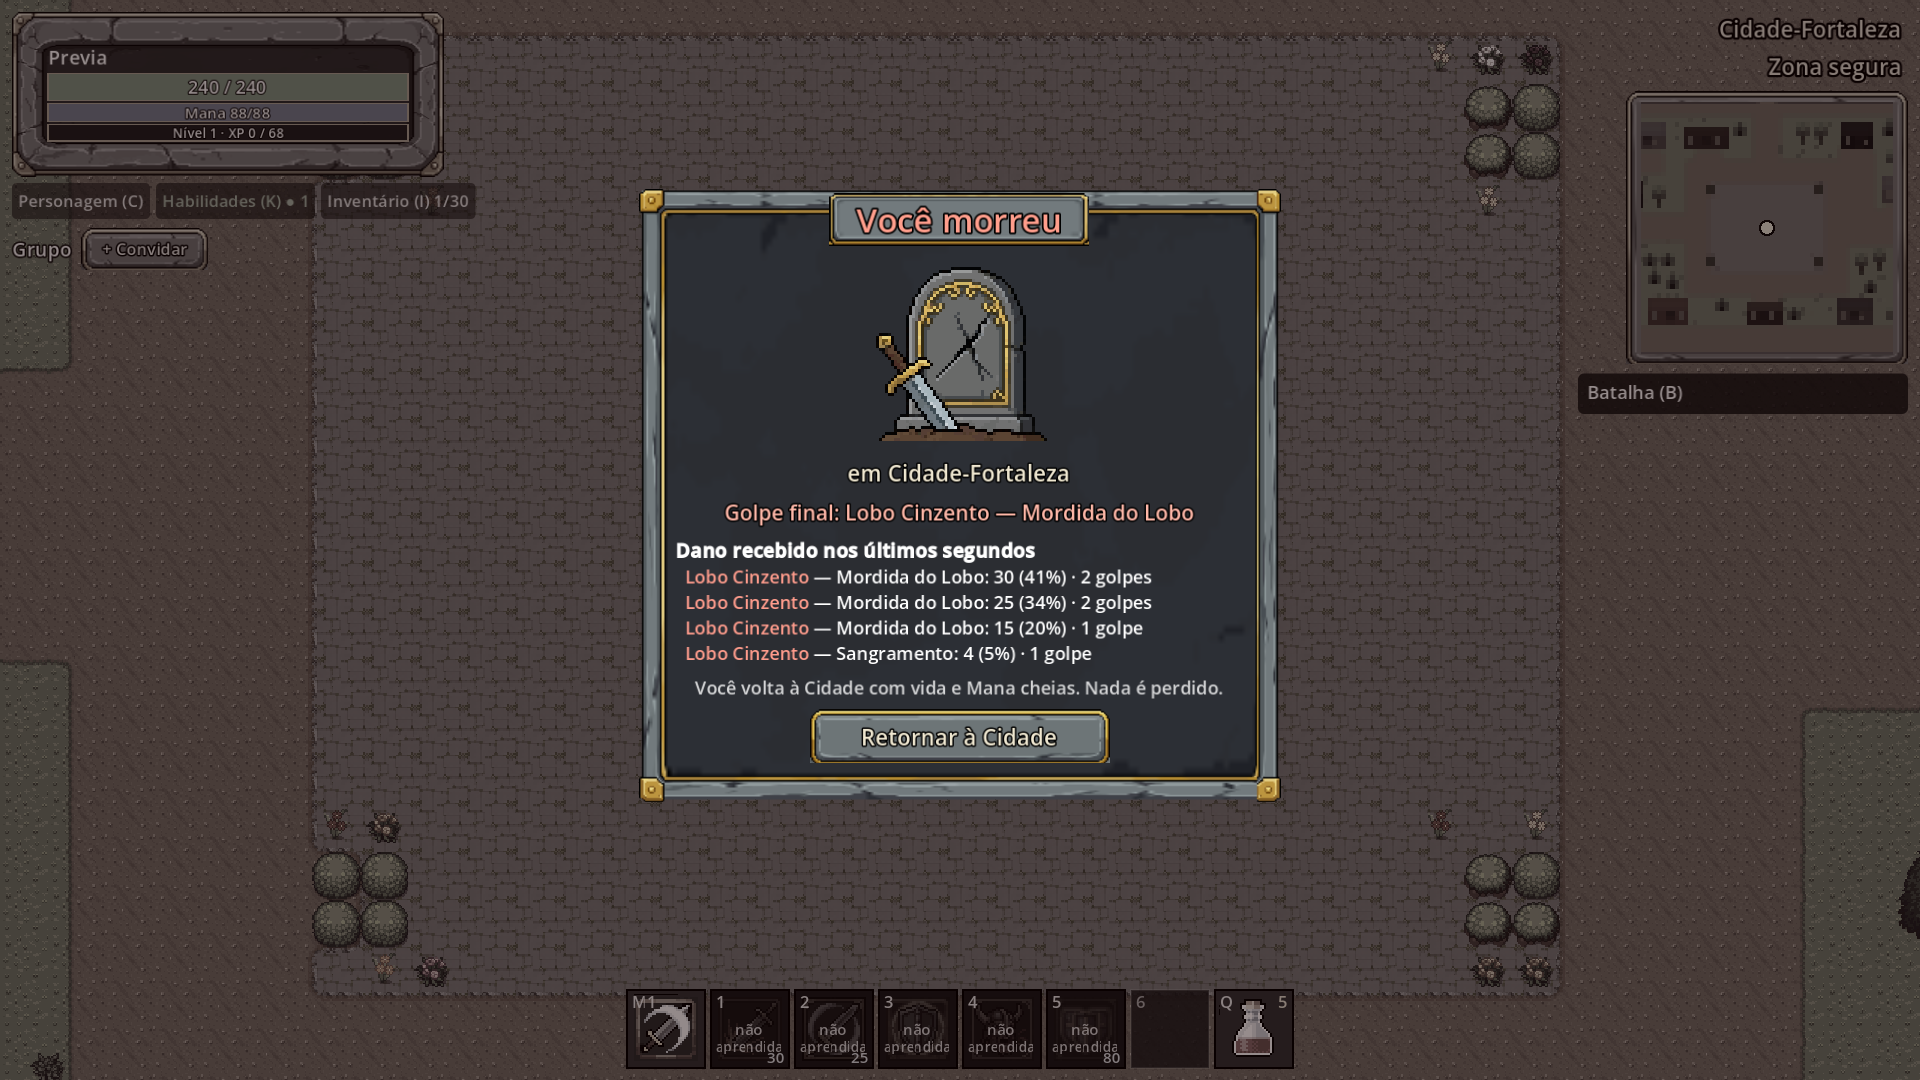 Previa
240 / 240
Mana 88/88
Nível 1 · XP 0 / 68
Personagem (C)
Habilidades (K) ● 1
Inventário (I) 1/30
Grupo
+ Convidar
Cidade-Fortaleza
Zona segura
Batalha (B)
Você morreu
em Cidade-Fortaleza
Golpe final: Lobo Cinzento — Mordida do Lobo
Dano recebido nos últimos segundos
Lobo Cinzento — Mordida do Lobo: 30 (41%) · 2 golpes
Lobo Cinzento — Mordida do Lobo: 25 (34%) · 2 golpes
Lobo Cinzento — Mordida do Lobo: 15 (20%) · 1 golpe
Lobo Cinzento — Sangramento: 4 (5%) · 1 golpe
Você volta à Cidade com vida e Mana cheias. Nada é perdido.
Retornar à Cidade
M1
1
não
aprendida
30
2
não
aprendida
25
3
não
aprendida
4
não
aprendida
5
não
aprendida
80
6
Q
5